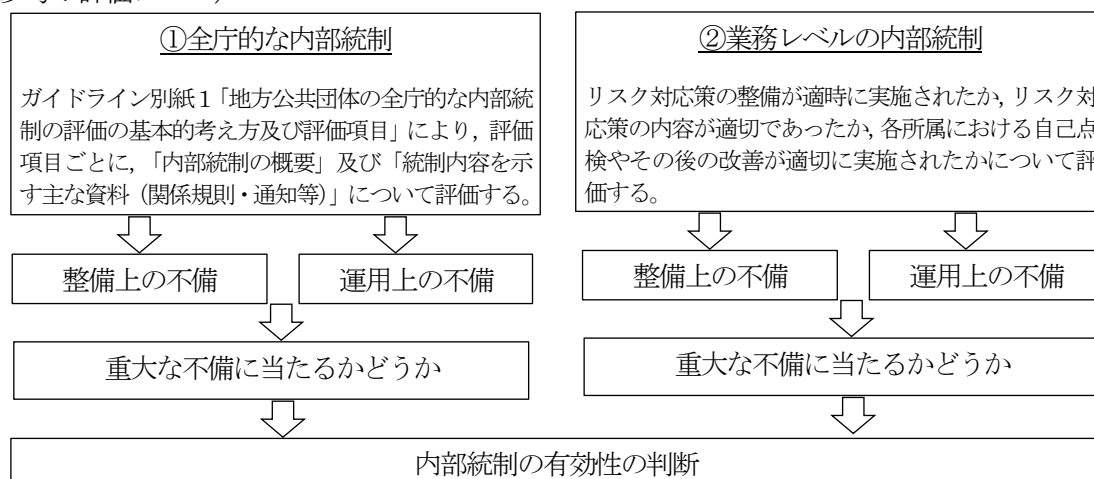 ①全庁的な内部統制
ガイドライン別紙1「地方公共団体の全庁的な内部統
制の評価の基本的考え方及び評価項目」により,評価
項目ごとに,「内部統制の概要」及び「統制内容を示
す主な資料(関係規則・通知等)」について評価する。
②業務レベルの内部統制
リスク対応策の整備が適時に実施されたか,リスク対
応策の内容が適切であったか,各所属における自己点
検やその後の改善が適切に実施されたかについて評
価する。
整備上の不備
運用上の不備
整備上の不備
運用上の不備
重大な不備に当たるかどうか
重大な不備に当たるかどうか
内部統制の有効性の判断